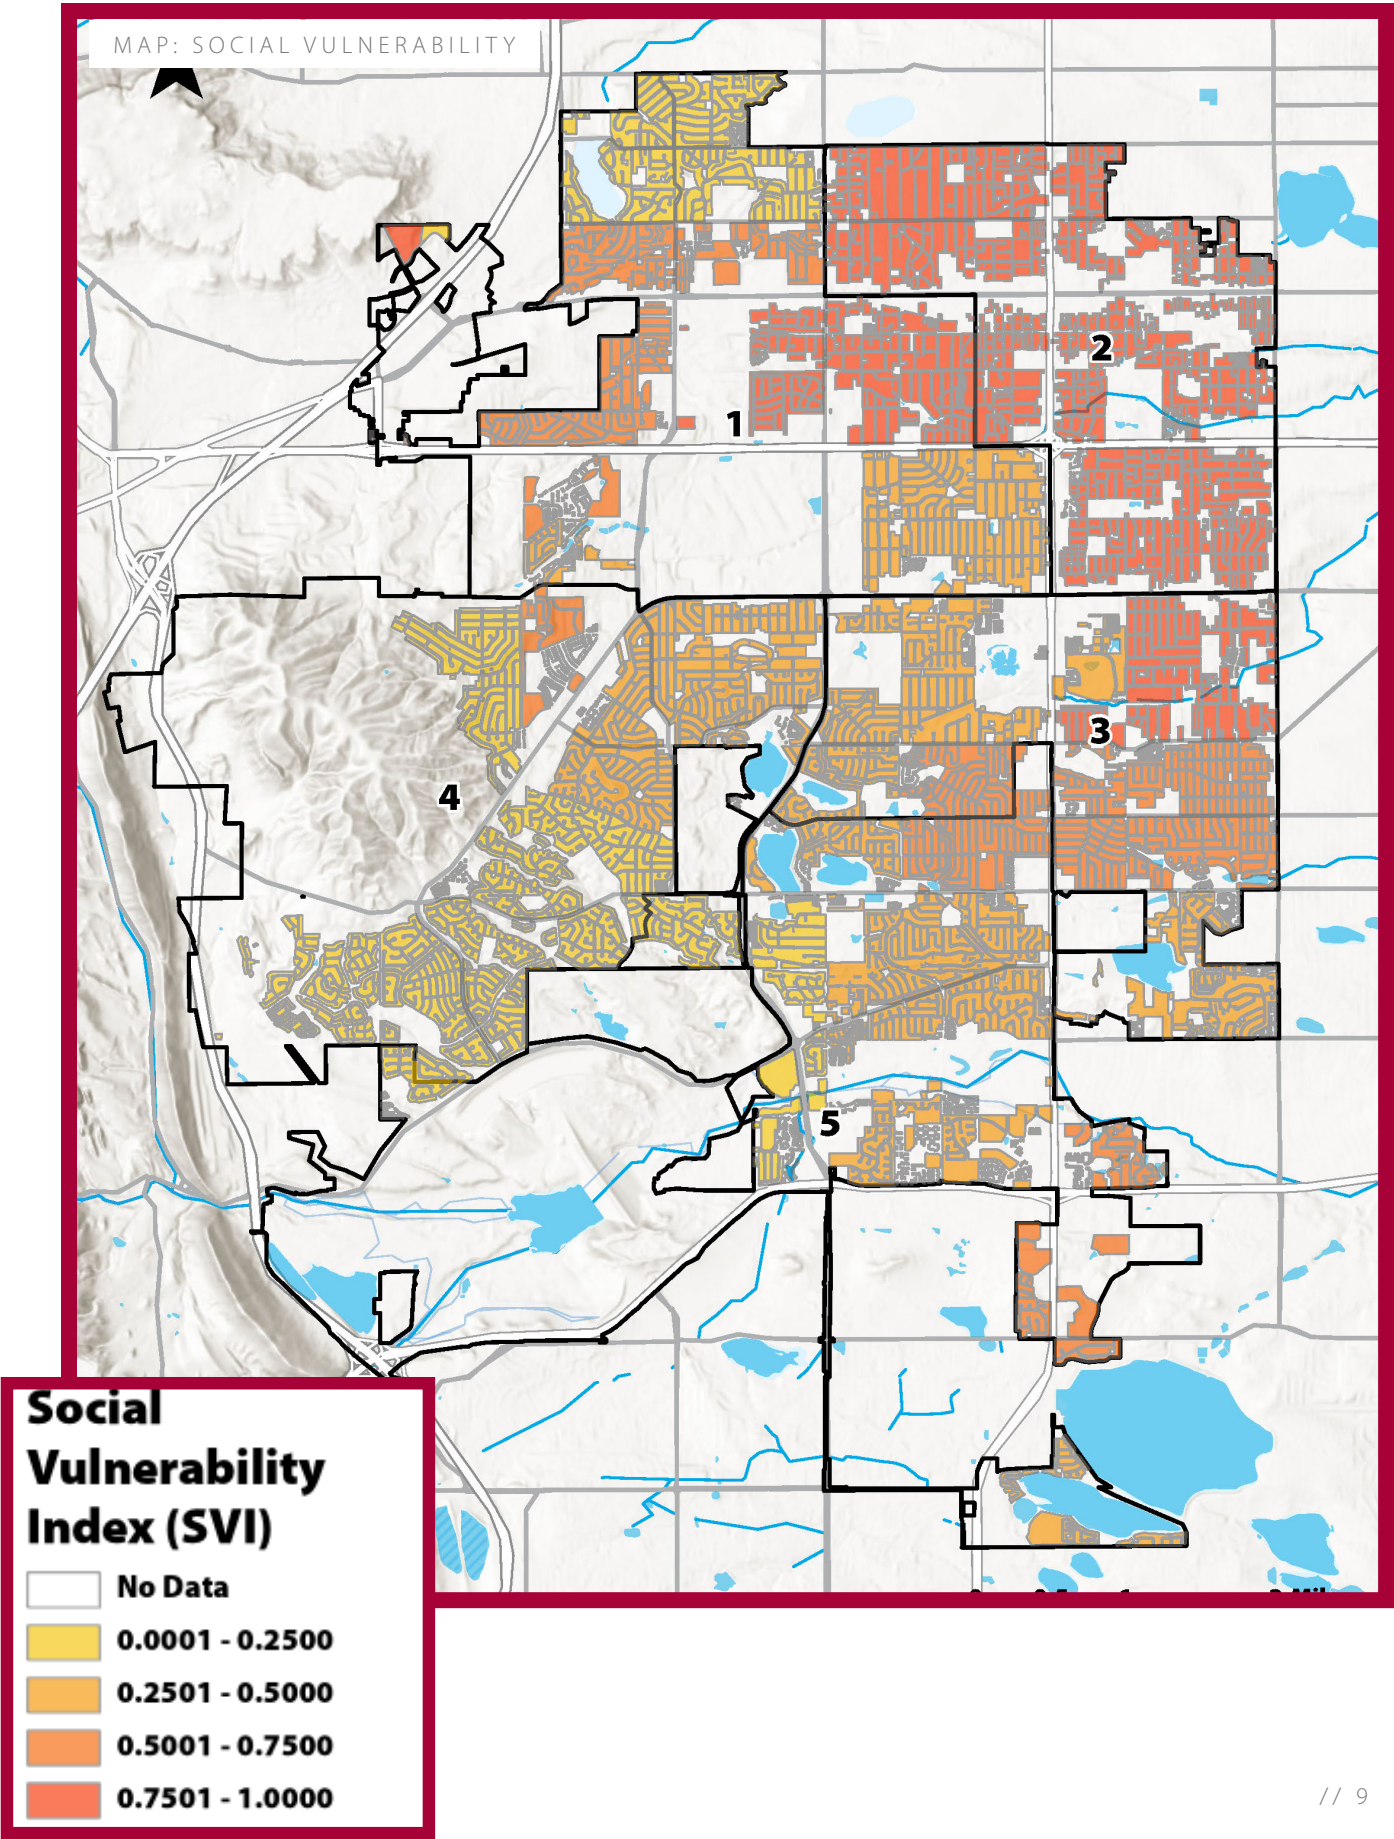 MAP: SOCIAL VULNERABILITY
2
1
3
4
5
Social
Vulnerability
Index (SVI)
No Data
0.0001 - 0.2500
0.2501 - 0.5000
0.5001 - 0.7500
0.7501 - 1.0000
// 9